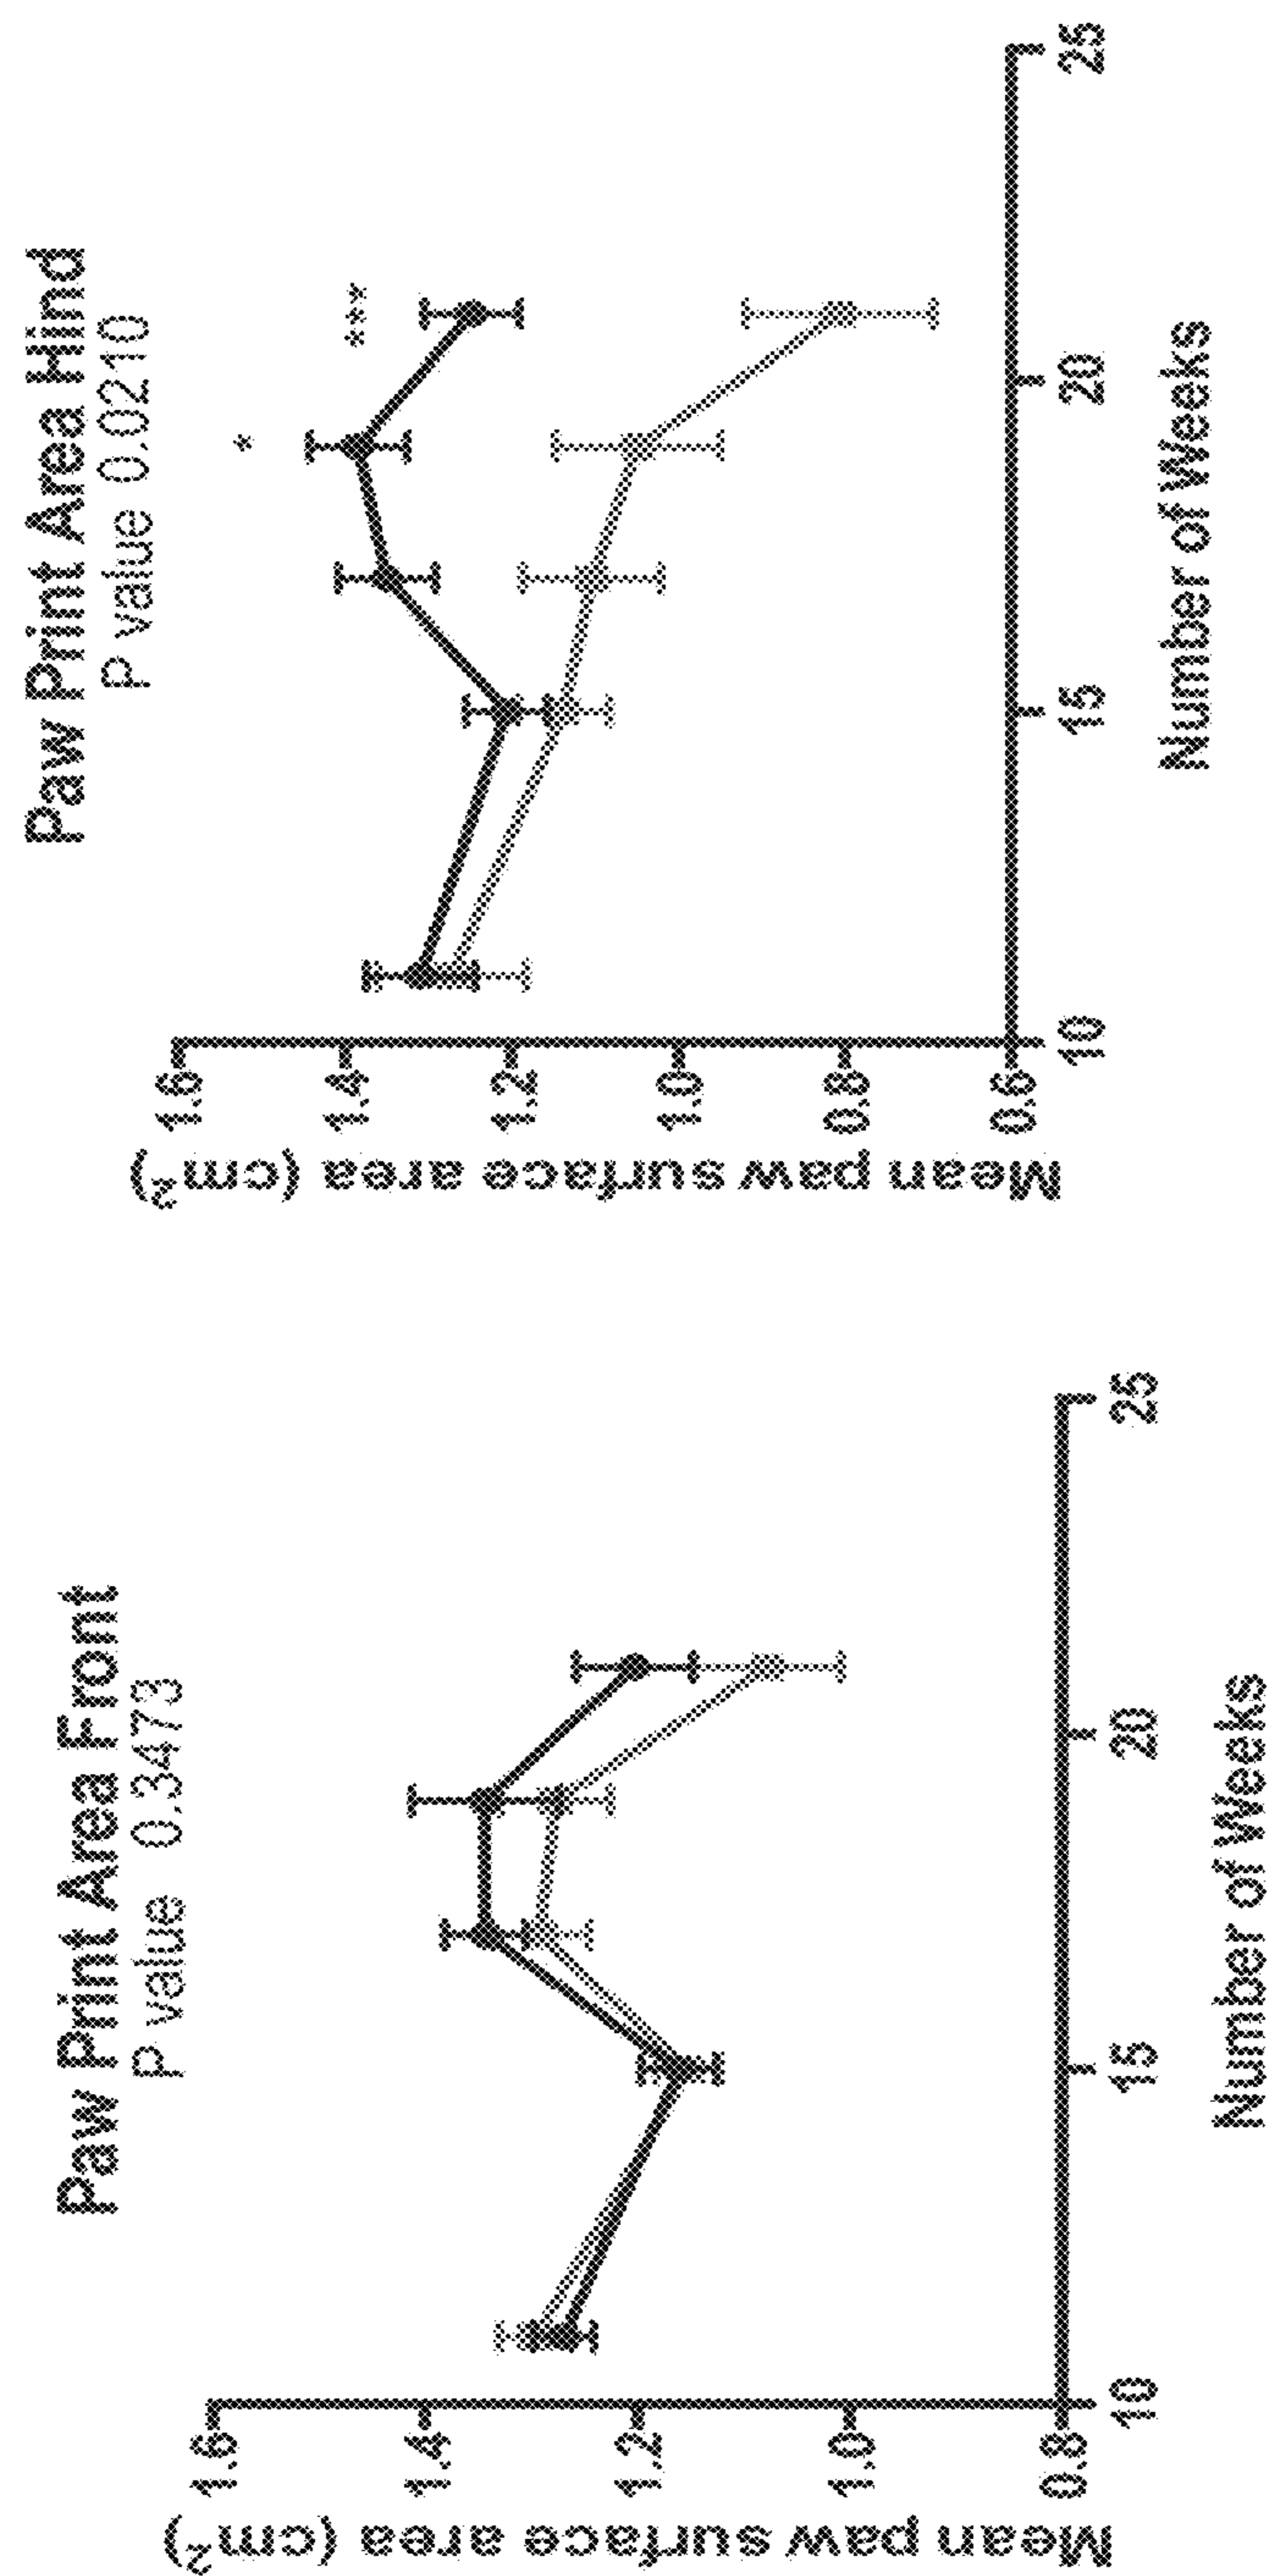 Paw Print Area Front
P value 0.3473
Mean paw surface area (cm²)
1.6
1.4
1.2
1.0
0.8
10
15
20
25
Number of Weeks
Paw Print Area Hind
P value 0.0210
*
***
Mean paw surface area (cm²)
1.6
1.4
1.2
1.0
0.8
0.6
10
15
20
25
Number of Weeks